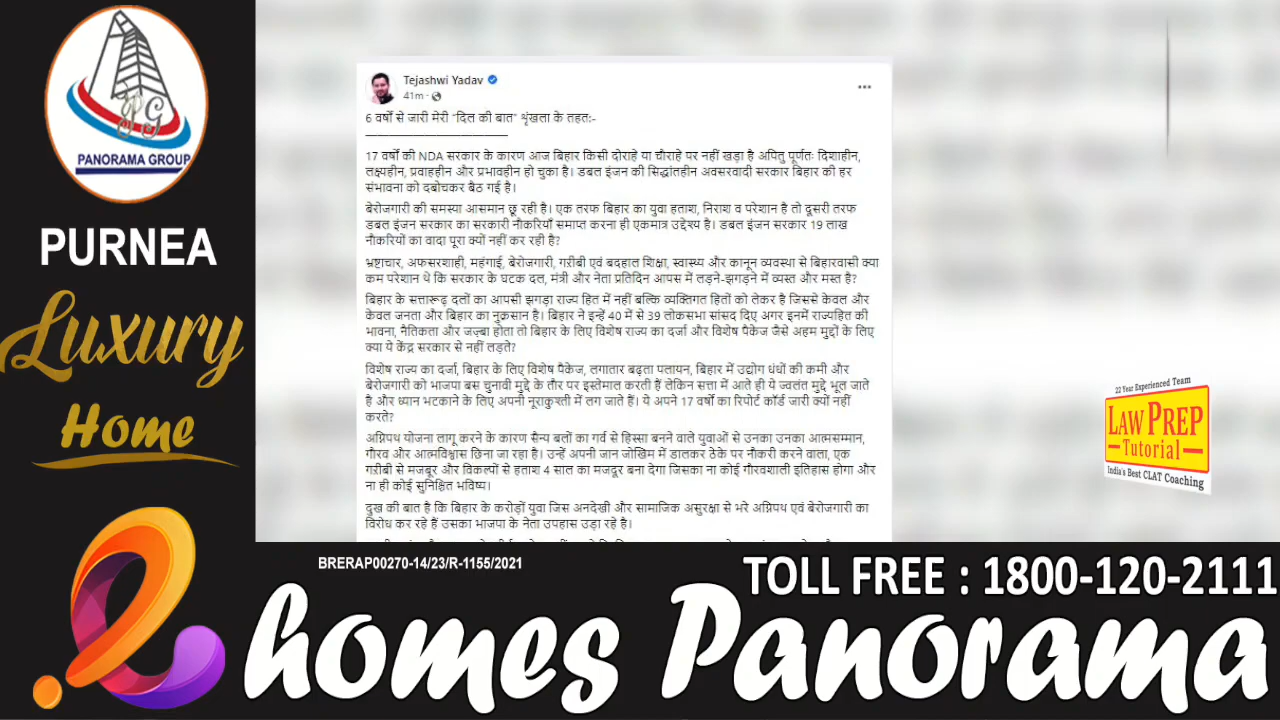 PG
PANORAMA GROUP
PURNEA
Luxury
Home
Tejashwi Yadav
41m
6 वर्षों से जारी मेरी "दिल की बात" श्रृंखला के तहतः-
17 वर्षों की NDA सरकार के कारण आज बिहार किसी दोराहे या चौराहे पर नहीं खड़ा है अपितु पूर्णतः दिशाहीन,
लक्ष्यहीन, प्रवाहहीन और प्रभावहीन हो चुका है। डबल इंजन की सिद्धांतहीन अवसरवादी सरकार बिहार की हर
संभावना को दबोचकर बैठ गई है।
बेरोजगारी की समस्या आसमान छू रही है। एक तरफ बिहार का युवा हताश, निराश व परेशान है तो दूसरी तरफ
डबल इंजन सरकार का सरकारी नौकरियाँ समाप्त करना ही एकमात्र उद्देश्य है। डबल इंजन सरकार 19 लाख
नौकरियों का वादा पूरा क्यों नहीं कर रही है?
भ्रष्टाचार, अफसरशाही, महंगाई, बेरोजगारी, गऱीबी एवं बदहाल शिक्षा, स्वास्थ्य और कानून व्यवस्था से बिहारवासी क्या
कम परेशान थे कि सरकार के घटक दल, मंत्री और नेता प्रतिदिन आपस में लड़ने-झगड़ने में व्यस्त और मस्त है?
बिहार के सत्तारूढ़ दलों का आपसी झगड़ा राज्य हित में नहीं बल्कि व्यक्तिगत हितों को लेकर है जिससे केवल और
केवल जनता और बिहार का नुक़सान है। बिहार ने इन्हें 40 में से 39 लोकसभा सांसद दिए अगर इनमें राज्यहित की
भावना, नैतिकता और जज़्बा होता तो बिहार के लिए विशेष राज्य का दर्जा और विशेष पैकेज जैसे अहम मुद्दों के लिए
क्या ये केंद्र सरकार से नहीं लड़ते?
विशेष राज्य का दर्जा, बिहार के लिए विशेष पैकेज, लगातार बढ़ता पलायन, बिहार में उद्योग धंधों की कमी और
बेरोजगारी को भाजपा बस चुनावी मुद्दे के तौर पर इस्तेमाल करती हैं लेकिन सत्ता में आते ही ये ज्वलंत मुद्दे भूल जाते
है और ध्यान भटकाने के लिए अपनी नूराकुश्ती में लग जाते हैं। ये अपने 17 वर्षों का रिपोर्ट कॉर्ड जारी क्यों नहीं
करते?
अग्निपथ योजना लागू करने के कारण सैन्य बलों का गर्व से हिस्सा बनने वाले युवाओं से उनका उनका आत्मसम्मान,
गौरव और आत्मविश्वास छिना जा रहा है। उन्हें अपनी जान जोखिम में डालकर ठेके पर नौकरी करने वाला, एक
गऱीबी से मजबूर और विकल्पों से हताश 4 साल का मजदूर बना देगा जिसका ना कोई गौरवशाली इतिहास होगा और
ना ही कोई सुनिश्चित भविष्य।
दुख की बात है कि बिहार के करोड़ों युवा जिस अनदेखी और सामाजिक असुरक्षा से भरे अग्निपथ एवं बेरोजगारी का
विरोध कर रहे हैं उसका भाजपा के नेता उपहास उड़ा रहे है।
22 Year Experienced Team
LAW PREP
Tutorial
India's Best CLAT Coaching
BRERAP00270-14/23/R-1155/2021
TOLL FREE : 1800-120-2111
homes Panorama